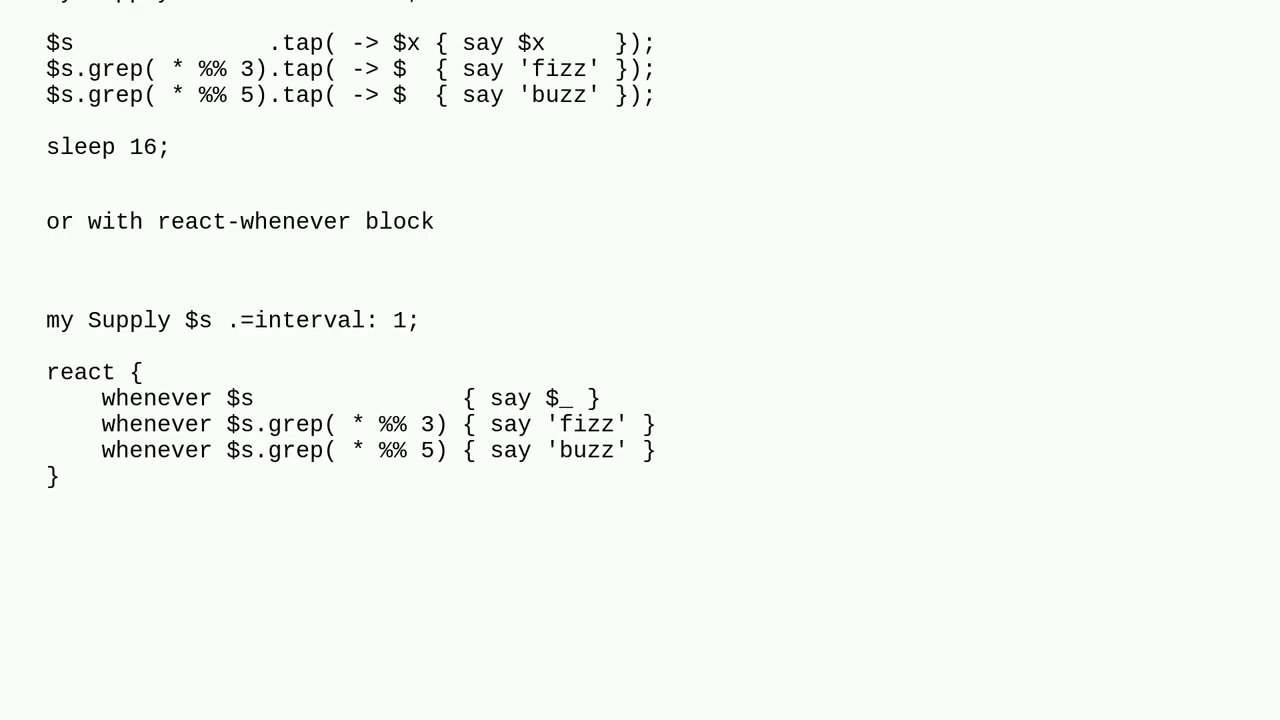 $s              .tap( -> $x { say $x     });
$s.grep( * %% 3).tap( -> $  { say 'fizz' });
$s.grep( * %% 5).tap( -> $  { say 'buzz' });
sleep 16;
or with react-whenever block
my Supply $s .=interval: 1;
react {
    whenever $s               { say $_ }
    whenever $s.grep( * %% 3) { say 'fizz' }
    whenever $s.grep( * %% 5) { say 'buzz' }
}